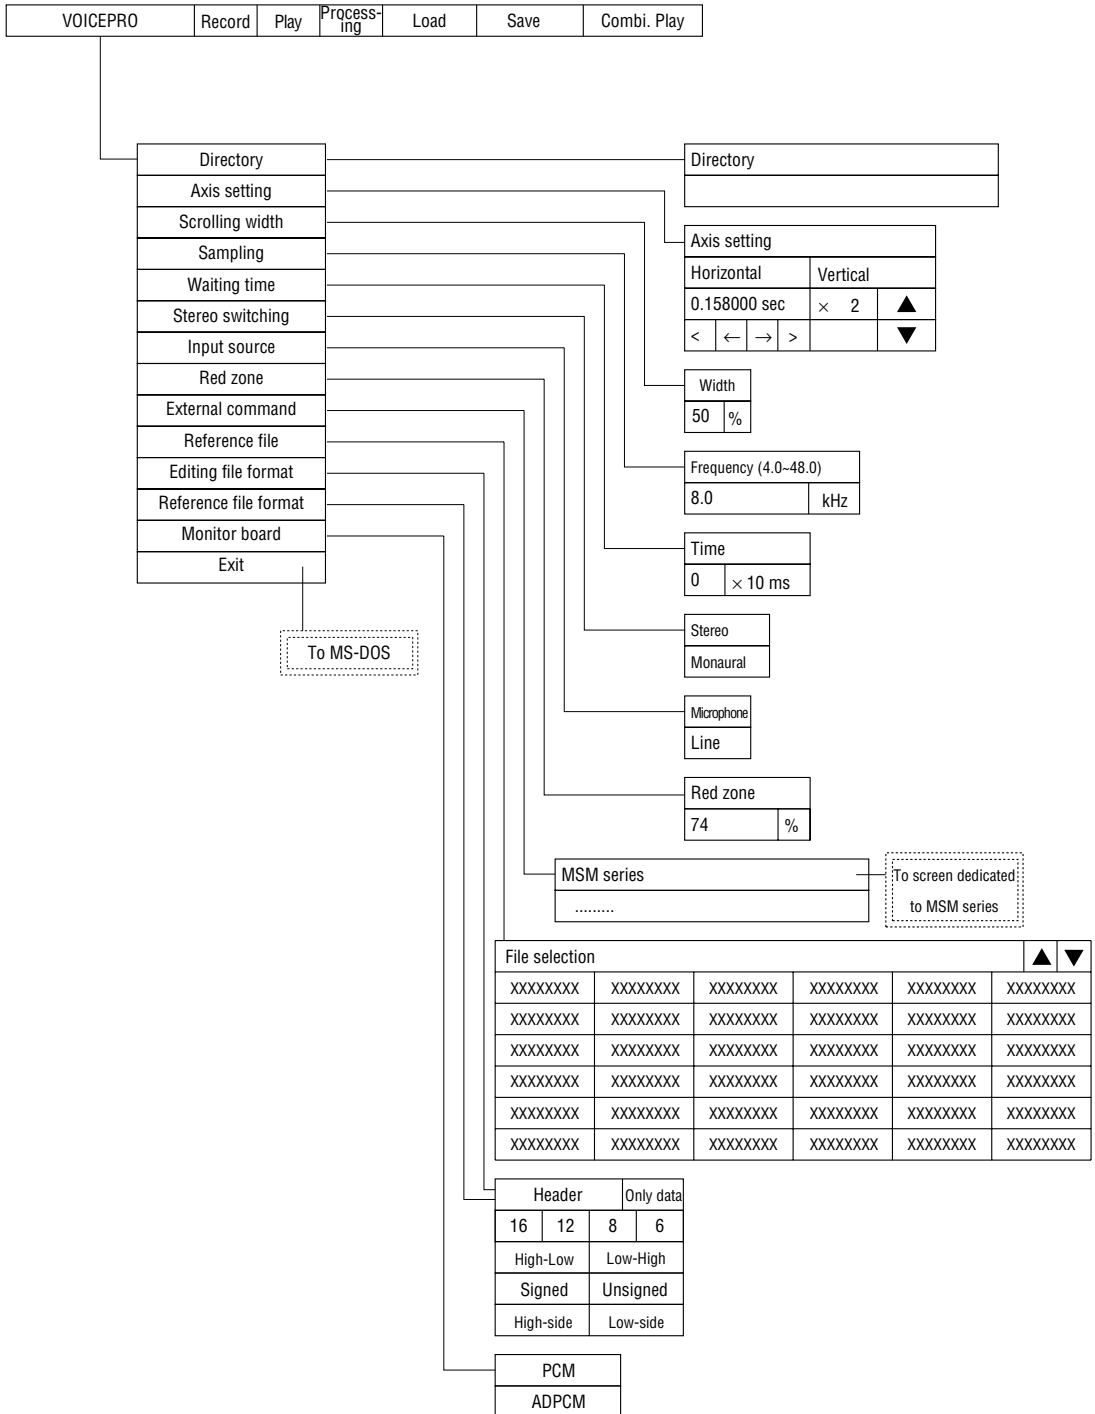 VOICEPRO Record Play Process-ing Load Save Combi. Play
Directory
Axis setting
Scrolling width
Sampling
Waiting time
Stereo switching
Input source
Red zone
External command
Reference file
Editing file format
Reference file format
Monitor board
Exit
To MS-DOS
Directory
Axis setting
Horizontal Vertical
0.158000 sec × 2 ▲
< ← → > ▼
Width
50 %
Frequency (4.0~48.0)
8.0 kHz
Time
0 × 10 ms
Stereo
Monaural
Microphone
Line
Red zone
74 %
MSM series
.........
To screen dedicated
to MSM series
File selection ▲ ▼
XXXXXXXX XXXXXXXX XXXXXXXX XXXXXXXX XXXXXXXX XXXXXXXX
XXXXXXXX XXXXXXXX XXXXXXXX XXXXXXXX XXXXXXXX XXXXXXXX
XXXXXXXX XXXXXXXX XXXXXXXX XXXXXXXX XXXXXXXX XXXXXXXX
XXXXXXXX XXXXXXXX XXXXXXXX XXXXXXXX XXXXXXXX XXXXXXXX
XXXXXXXX XXXXXXXX XXXXXXXX XXXXXXXX XXXXXXXX XXXXXXXX
XXXXXXXX XXXXXXXX XXXXXXXX XXXXXXXX XXXXXXXX XXXXXXXX
Header Only data
16 12 8 6
High-Low Low-High
Signed Unsigned
High-side Low-side
PCM
ADPCM